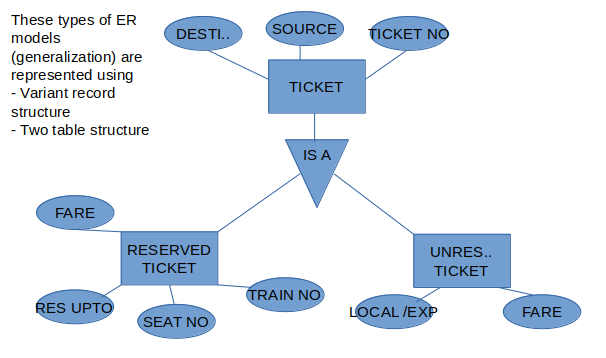 These types of ER
models
(generalization) are
represented using
- Variant record
structure
- Two table structure
DESTI..
SOURCE
TICKET NO
TICKET
IS A
FARE
RESERVED
TICKET
UNRES..
TICKET
RES UPTO
SEAT NO
TRAIN NO
LOCAL /EXP
FARE